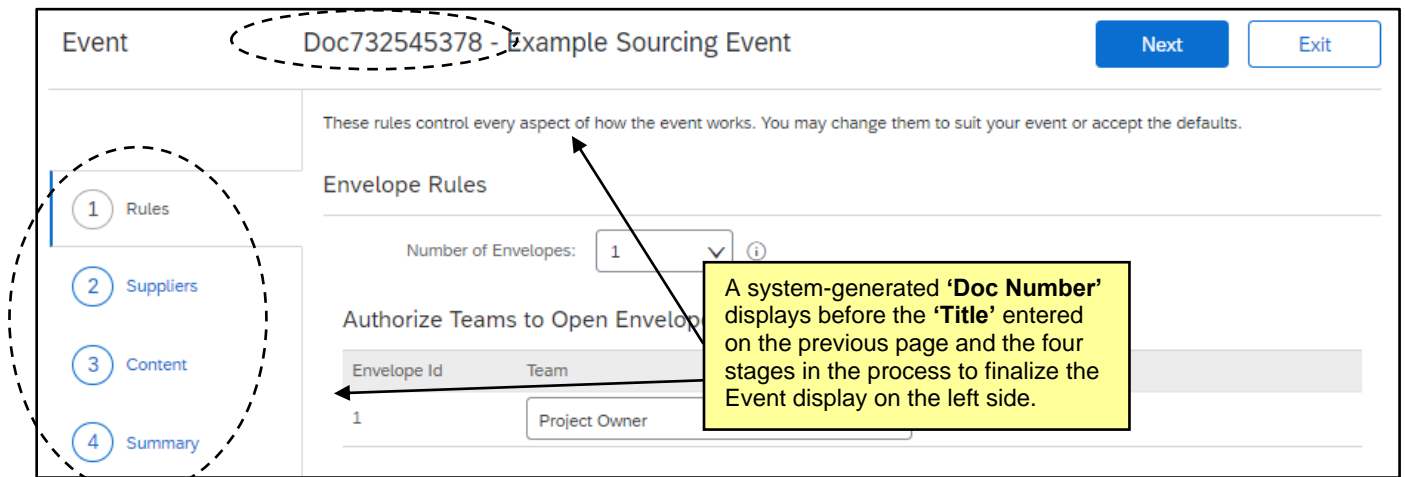 Event
Doc732545378 - Example Sourcing Event
Next
Exit
These rules control every aspect of how the event works. You may change them to suit your event or accept the defaults.
1 Rules
2 Suppliers
3 Content
4 Summary
Envelope Rules
Number of Envelopes: 1
Authorize Teams to Open
Envelope Id Team
1 Project Owner
A system-generated ‘Doc Number’
displays before the ‘Title’ entered
on the previous page and the four
stages in the process to finalize the
Event display on the left side.